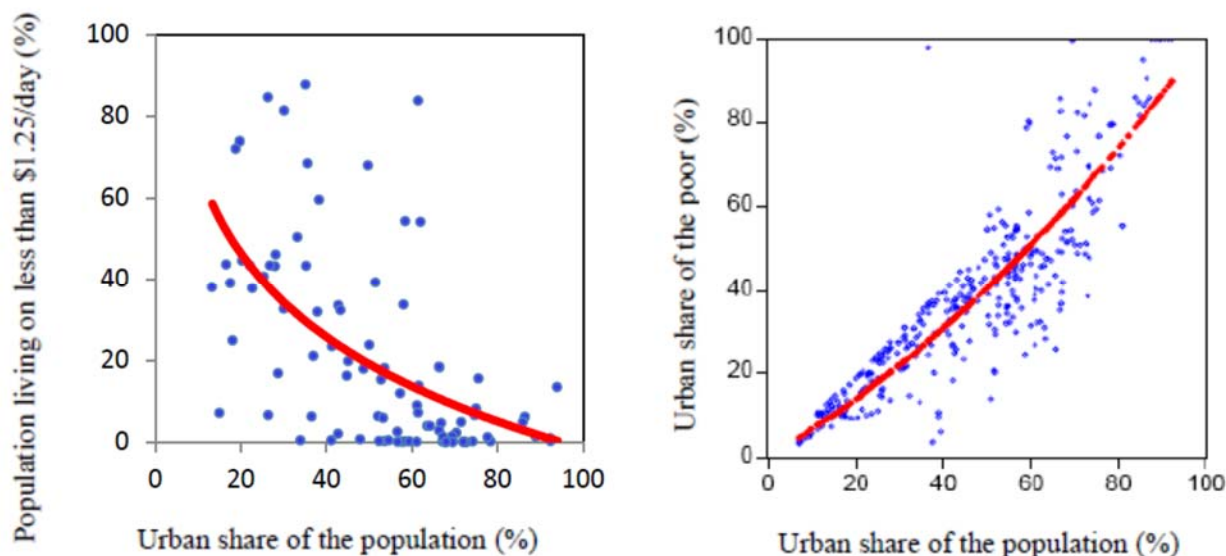 Population living on less than $1.25/day (%)
100
80
60
40
20
0
0 20 40 60 80 100
Urban share of the population (%)
Urban share of the poor (%)
100
80
60
40
20
0
0 20 40 60 80 100
Urban share of the population (%)